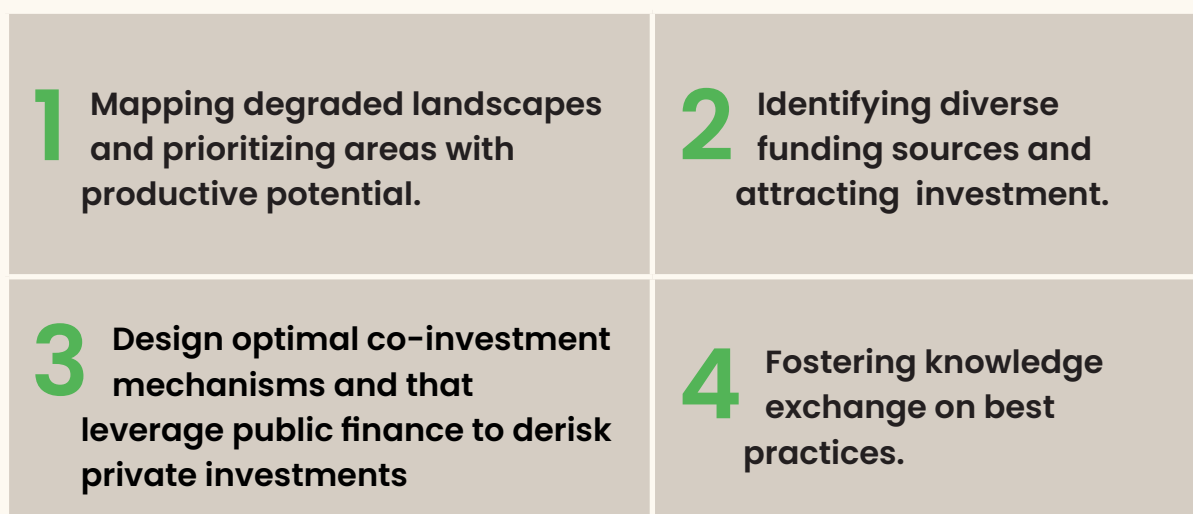 1 Mapping degraded landscapes
and prioritizing areas with
productive potential.
2 Identifying diverse
funding sources and
attracting  investment.
3 Design optimal co-investment
mechanisms and that
leverage public finance to derisk
private investments
4 Fostering knowledge
exchange on best
practices.